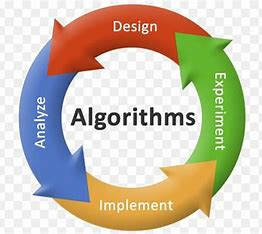 Design
Analyze
Algorithms
Experiment
Implement